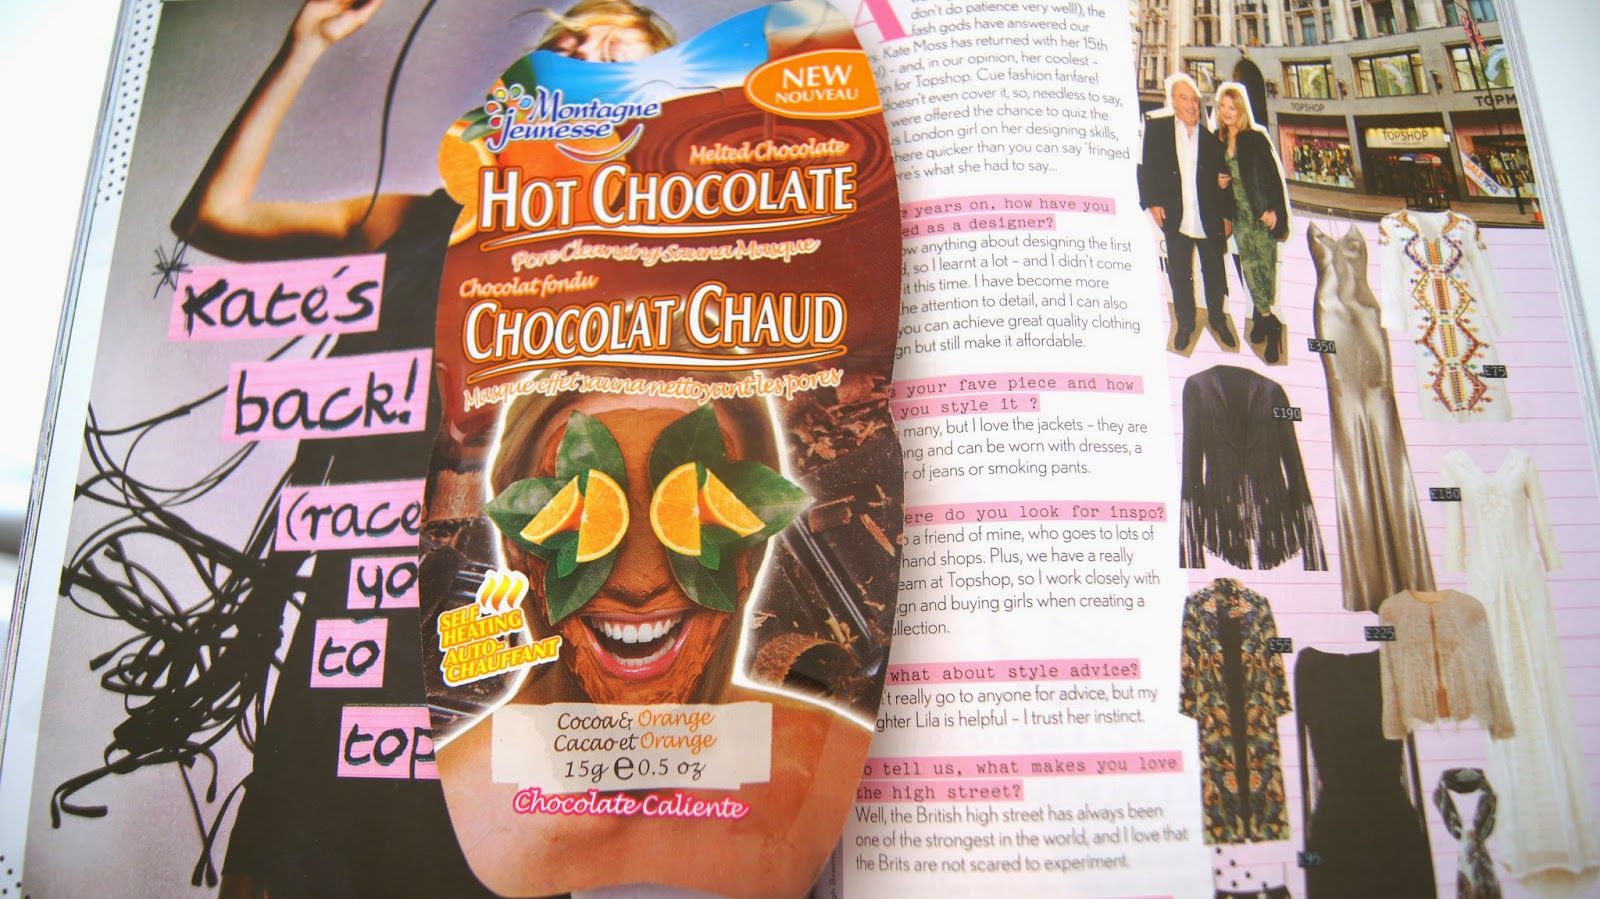 Kate's
back!
(race
yo
to
top
NEW
NOUVEAU
Montagne
Jeunesse
Melted Chocolate
HOT CHOCOLATE
Pore Cleansing Sauna Masque
Chocolat fondu
CHOCOLAT CHAUD
Masque effet sauna nettoyant les pores
SELF
HEATING
AUTO-
CHAUFFANT
Cocoa & Orange
Cacao et Orange
15g e 0.5 oz
Chocolate Caliente
A
don't do patience very well!), the
fash gods have answered our
Kate Moss has returned with her 15th
– and, in our opinion, her coolest –
for Topshop. Cue fashion fanfare!
doesn't even cover it, so, needless to say,
were offered the chance to quiz the
London girl on her designing skills,
here quicker than you can say 'fringed
here's what she had to say...
years on, how have you
as a designer?
anything about designing the first
so I learnt a lot – and I didn't come
it this time. I have become more
the attention to detail, and I can also
you can achieve great quality clothing
but still make it affordable.
your fave piece and how
you style it ?
many, but I love the jackets – they are
and can be worn with dresses, a
of jeans or smoking pants.
do you look for inspo?
a friend of mine, who goes to lots of
hand shops. Plus, we have a really
team at Topshop, so I work closely with
and buying girls when creating a
collection.
what about style advice?
really go to anyone for advice, but my
Lila is helpful – I trust her instinct.
tell us, what makes you love
the high street?
Well, the British high street has always been
one of the strongest in the world, and I love that
the Brits are not scared to experiment.
TOPSHOP
TOPSHOP
TOPM
£350
£75
£190
£180
£55
£225
£95